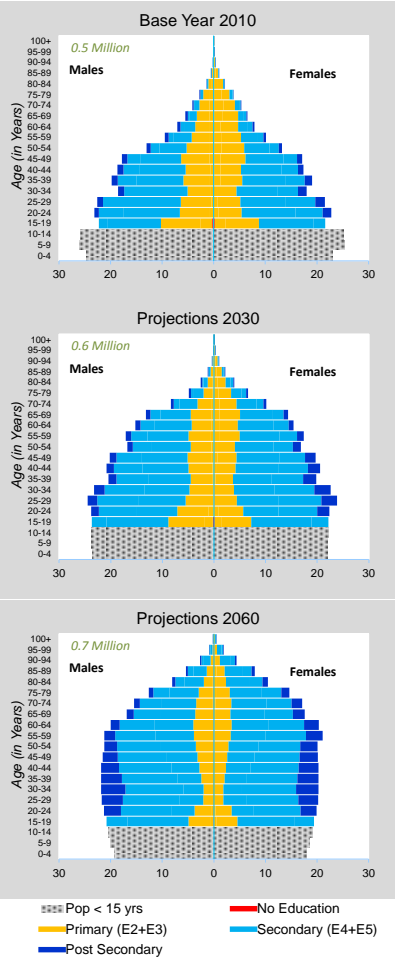 Base Year 2010
0.5 Million
Males
Females
Age (in Years)
100+
95-99
90-94
85-89
80-84
75-79
70-74
65-69
60-64
55-59
50-54
45-49
40-44
35-39
30-34
25-29
20-24
15-19
10-14
5-9
0-4
30 20 10 0 10 20 30
Projections 2030
0.6 Million
Males
Females
Age (in Years)
100+
95-99
90-94
85-89
80-84
75-79
70-74
65-69
60-64
55-59
50-54
45-49
40-44
35-39
30-34
25-29
20-24
15-19
10-14
5-9
0-4
30 20 10 0 10 20 30
Projections 2060
0.7 Million
Males
Females
Age (in Years)
100+
95-99
90-94
85-89
80-84
75-79
70-74
65-69
60-64
55-59
50-54
45-49
40-44
35-39
30-34
25-29
20-24
15-19
10-14
5-9
0-4
30 20 10 0 10 20 30
Pop < 15 yrs
No Education
Primary (E2+E3)
Secondary (E4+E5)
Post Secondary